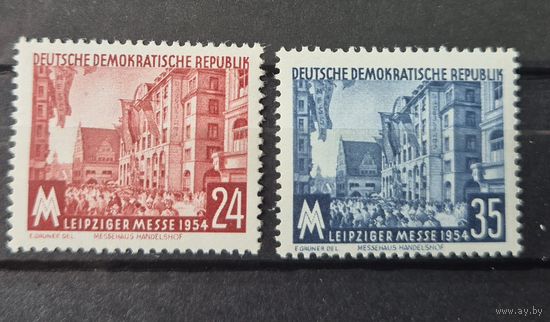 DEUTSCHE DEMOKRATISCHE REPUBLIK
M
24
LEIPZIGER MESSE 1954
E.GRUNER DEL. MESSEHAUS HANDELSHOF
DEUTSCHE DEMOKRATISCHE REPUBLIK
M
35
LEIPZIGER MESSE 1954
E.GRUNER DEL. MESSEHAUS HANDELSHOF
www.ay.by